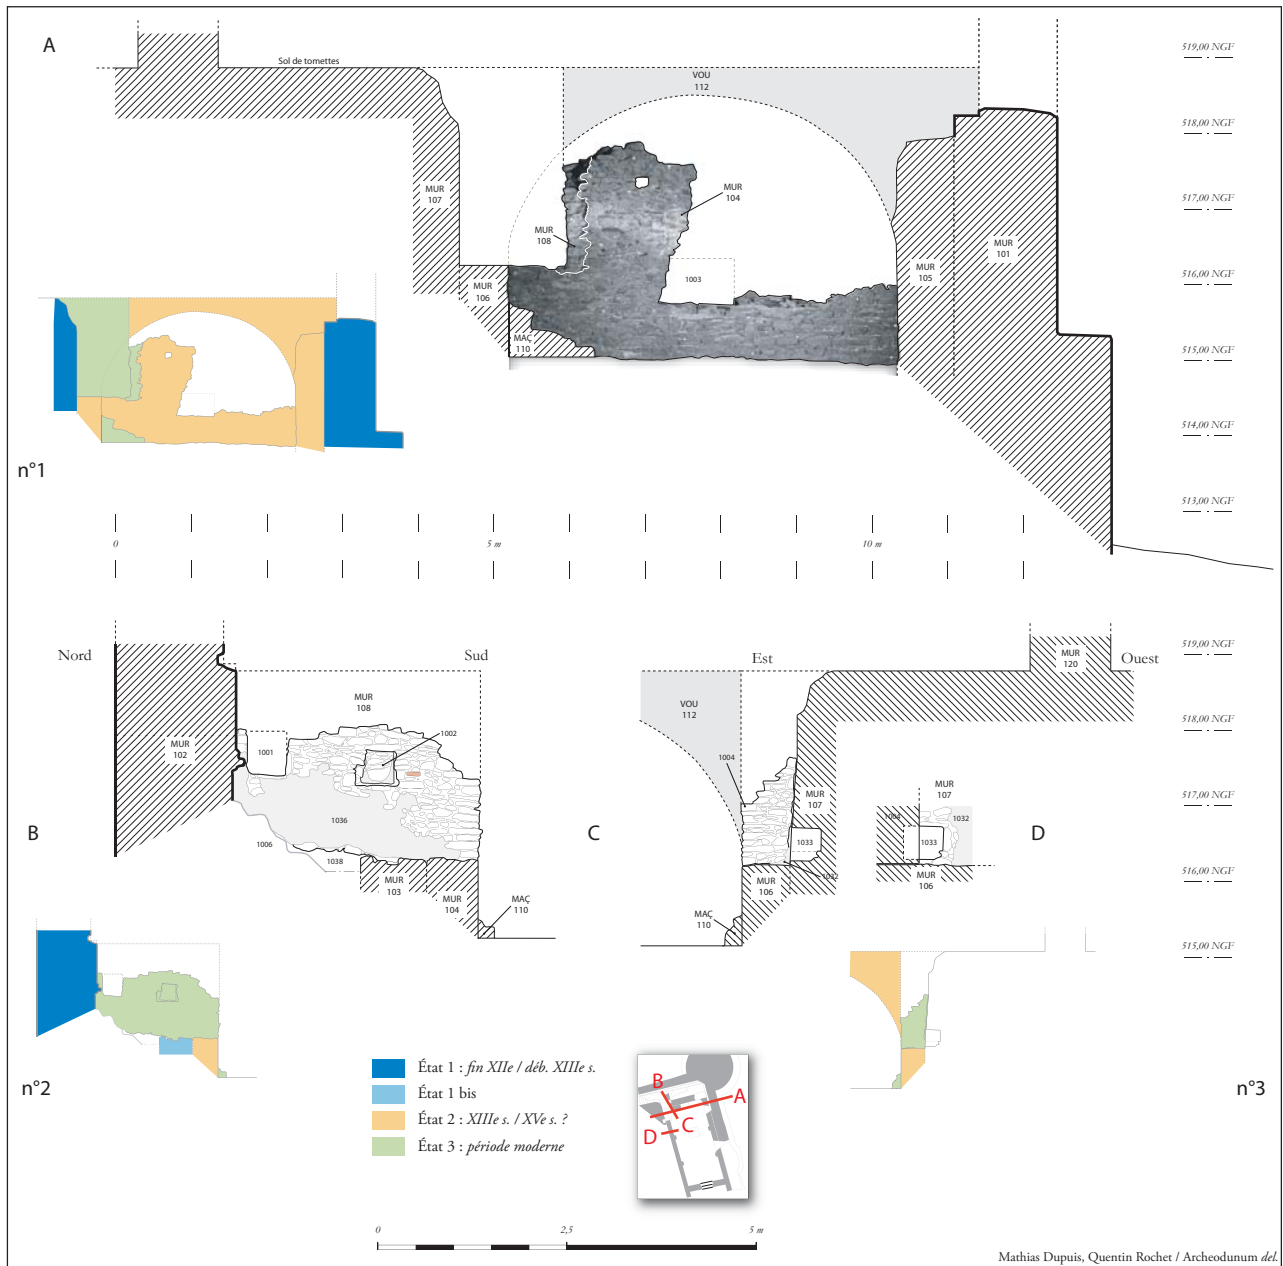 A
519,00 NGF
Sol de tomettes
VOU
112
518,00 NGF
MUR
107
MUR
104
517,00 NGF
MUR
108
MUR
105
MUR
101
1003
516,00 NGF
MUR
106
MAÇ
110
515,00 NGF
514,00 NGF
n°1
513,00 NGF
0
5 m
10 m
Nord
Sud
Est
Ouest
519,00 NGF
MUR
120
MUR
108
VOU
112
518,00 NGF
1002
MUR
102
1001
1004
517,00 NGF
MUR
107
MUR
107
B
1036
C
1004
1032
D
1006
1033
1033
1038
516,00 NGF
MUR
103
MUR
106
1032
MUR
106
MUR
104
MAÇ
110
MAÇ
110
515,00 NGF
n°2
n°3
État 1 : fin XIIe / déb. XIIIe s.
État 1 bis
État 2 : XIIIe s. / XVe s. ?
État 3 : période moderne
B
A
C
D
0
2,5
5 m
Mathias Dupuis, Quentin Rochet / Archeodunum del.